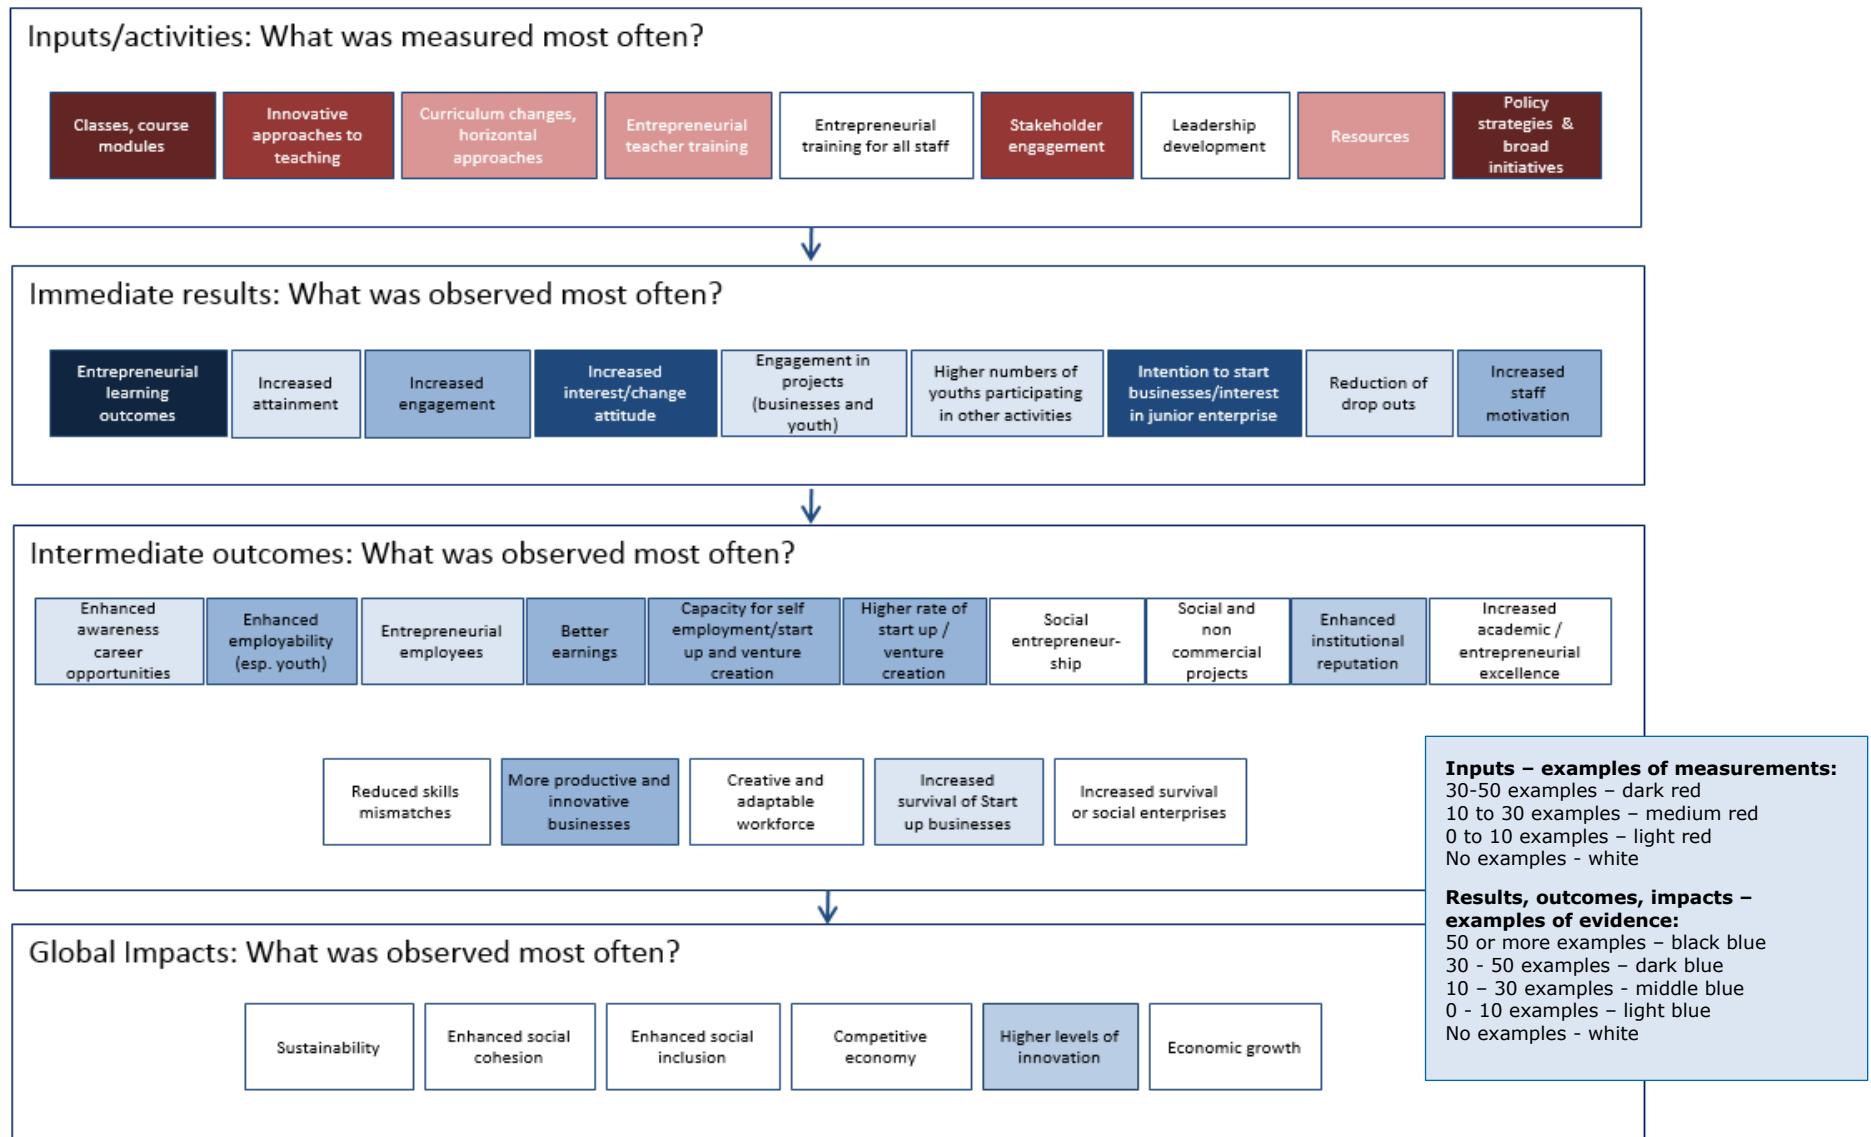 Inputs/activities: What was measured most often?
Classes, course
modules
Innovative
approaches to
teaching
Curriculum changes,
horizontal
approaches
Entrepreneurial
teacher training
Entrepreneurial
training for all staff
Stakeholder
engagement
Leadership
development
Resources
Policy
strategies &
broad
initiatives
Immediate results: What was observed most often?
Entrepreneurial
learning
outcomes
Increased
attainment
Increased
engagement
Increased
interest/change
attitude
Engagement in
projects
(businesses and
youth)
Higher numbers of
youths participating
in other activities
Intention to start
businesses/interest
in junior enterprise
Reduction of
drop outs
Increased
staff
motivation
Intermediate outcomes: What was observed most often?
Enhanced
awareness
career
opportunities
Enhanced
employability
(esp. youth)
Entrepreneurial
employees
Better
earnings
Capacity for self
employment/start
up and venture
creation
Higher rate of
start up /
venture
creation
Social
entrepreneur-
ship
Social and
non
commercial
projects
Enhanced
institutional
reputation
Increased
academic /
entrepreneurial
excellence
Reduced skills
mismatches
More productive and
innovative
businesses
Creative and
adaptable
workforce
Increased
survival of Start
up businesses
Increased survival
or social enterprises
Inputs – examples of measurements:
30-50 examples – dark red
10 to 30 examples – medium red
0 to 10 examples – light red
No examples - white
Results, outcomes, impacts –
examples of evidence:
50 or more examples – black blue
30 - 50 examples – dark blue
10 – 30 examples - middle blue
0 - 10 examples – light blue
No examples - white
Global Impacts: What was observed most often?
Sustainability
Enhanced social
cohesion
Enhanced social
inclusion
Competitive
economy
Higher levels of
innovation
Economic growth